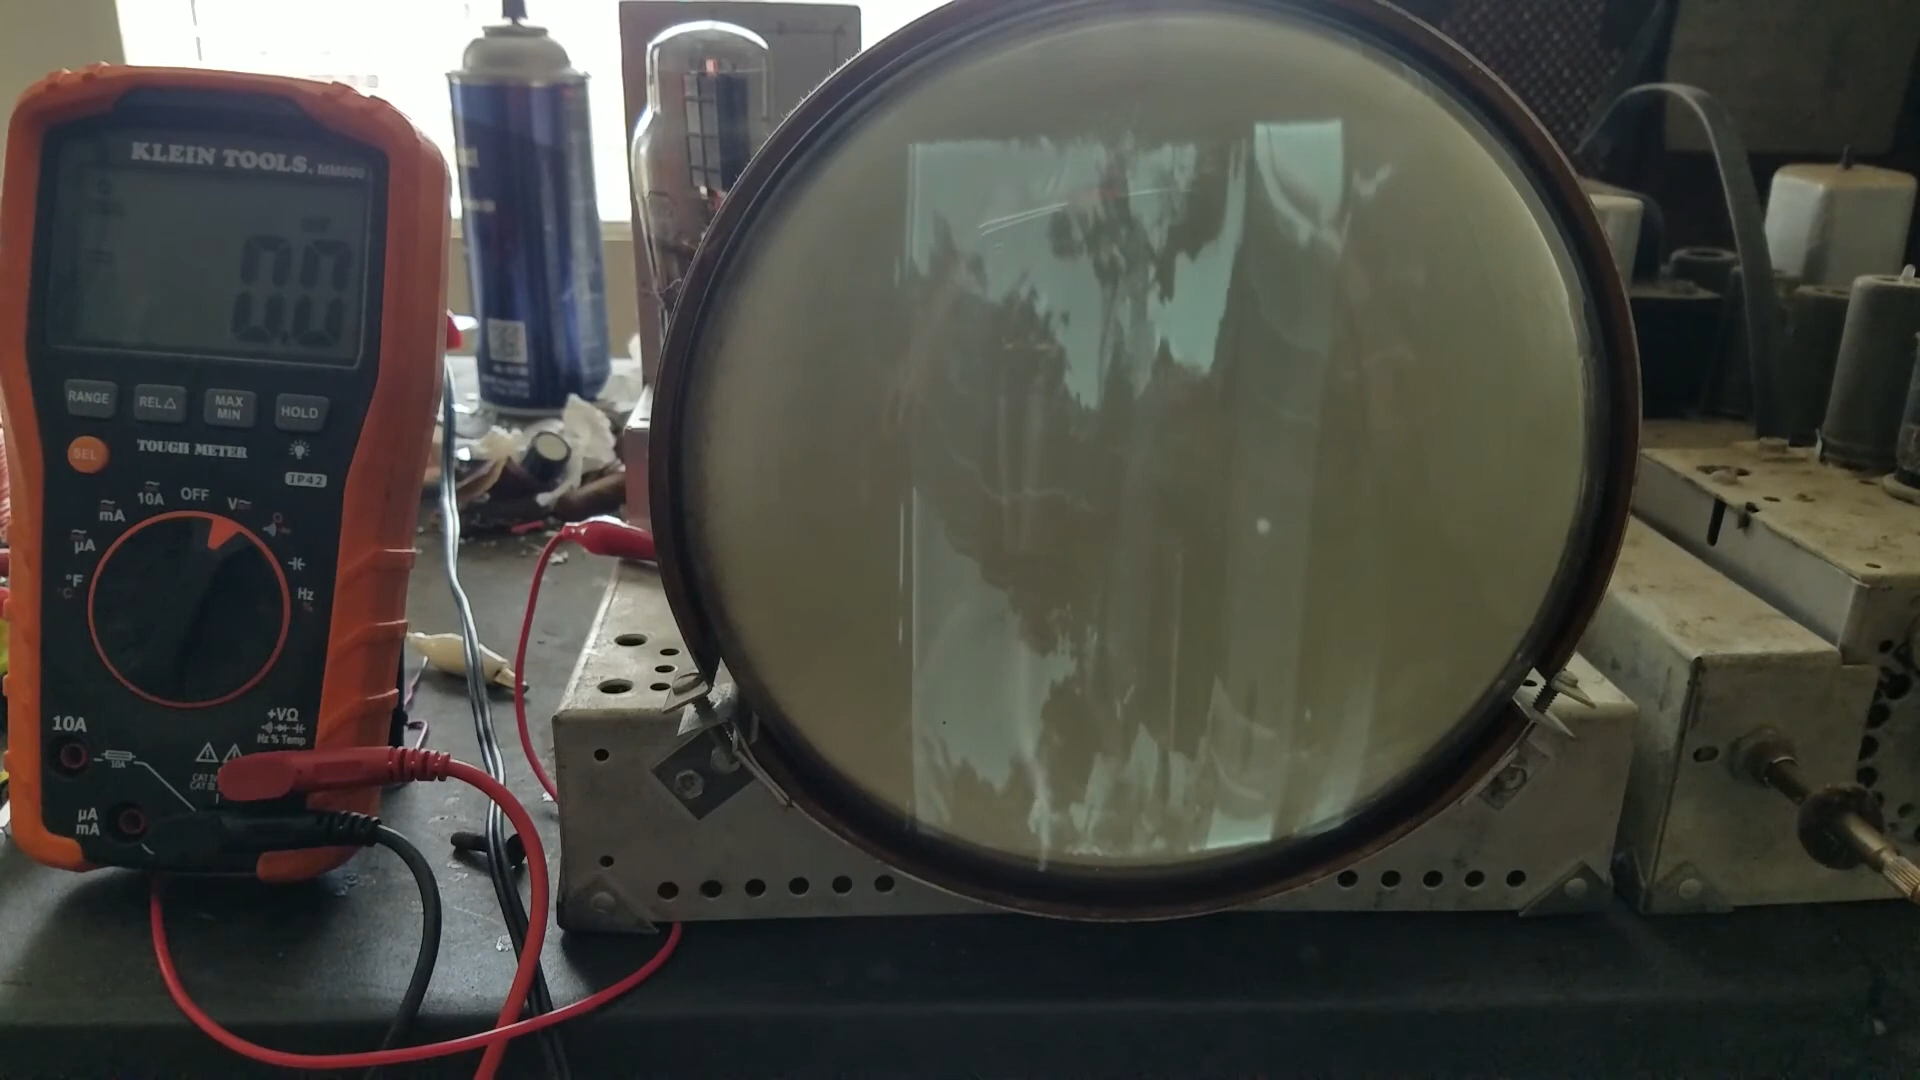 KLEIN TOOLS. MM600
0.0
RANGE
REL△
MAX
MIN
HOLD
SEL
TOUGH METER
IP42
OFF
10A
V
mA
µA
°F
°C
Hz
%
10A
+VΩ
Hz % Temp
10A
µA
mA